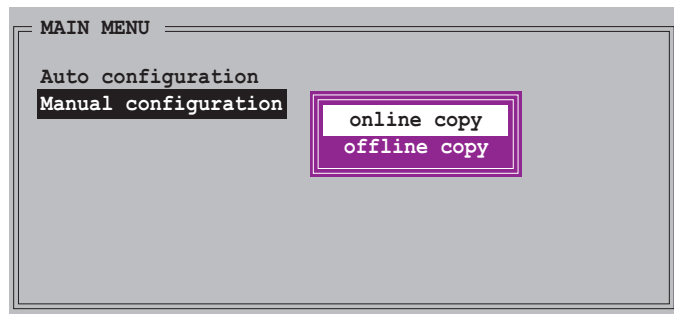 MAIN MENU
Auto configuration
Manual configuration
online copy
offline copy